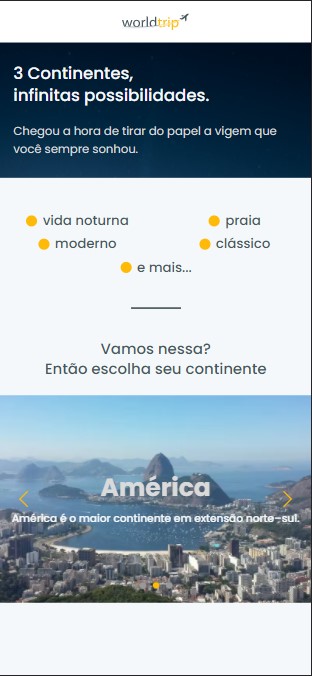 worldtrip
3 Continentes,
infinitas possibilidades.
Chegou a hora de tirar do papel a vigem que
você sempre sonhou.
vida noturna
praia
moderno
clássico
e mais...
Vamos nessa?
Então escolha seu continente
América
América é o maior continente em extensão norte-sul.